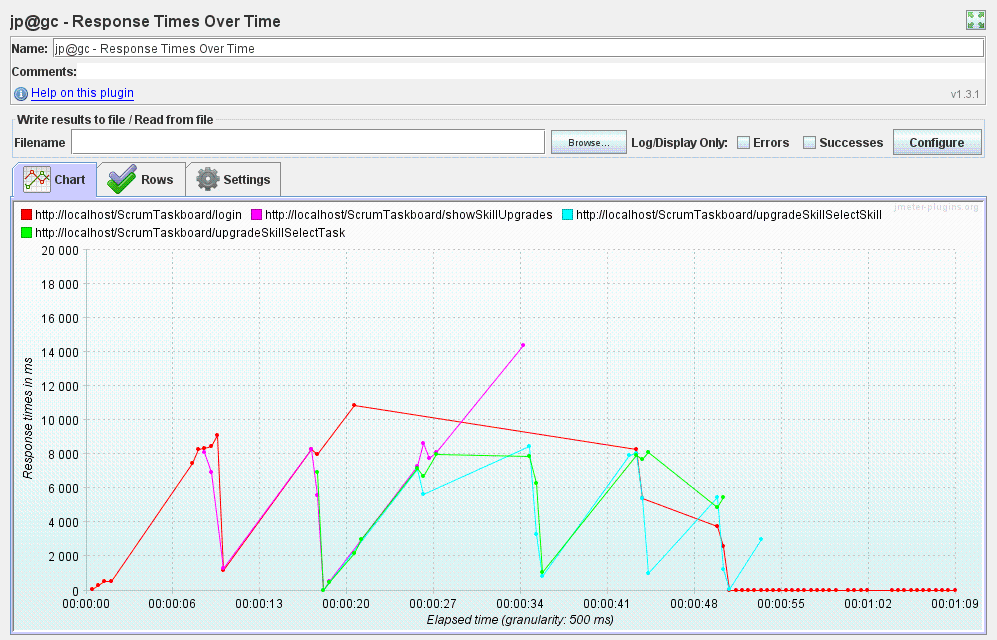 jp@gc - Response Times Over Time
Name: jp@gc - Response Times Over Time
Comments:
Help on this plugin
v1.3.1
Write results to file / Read from file
Filename Browse... Log/Display Only: Errors Successes Configure
Chart Rows Settings
http://localhost/ScrumTaskboard/login http://localhost/ScrumTaskboard/showSkillUpgrades http://localhost/ScrumTaskboard/upgradeSkillSelectSkill
jmeter-plugins.org
http://localhost/ScrumTaskboard/upgradeSkillSelectTask
20 000
18 000
16 000
14 000
12 000
10 000
8 000
6 000
4 000
2 000
0
Response times in ms
00:00:00 00:00:06 00:00:13 00:00:20 00:00:27 00:00:34 00:00:41 00:00:48 00:00:55 00:01:02 00:01:09
Elapsed time (granularity: 500 ms)